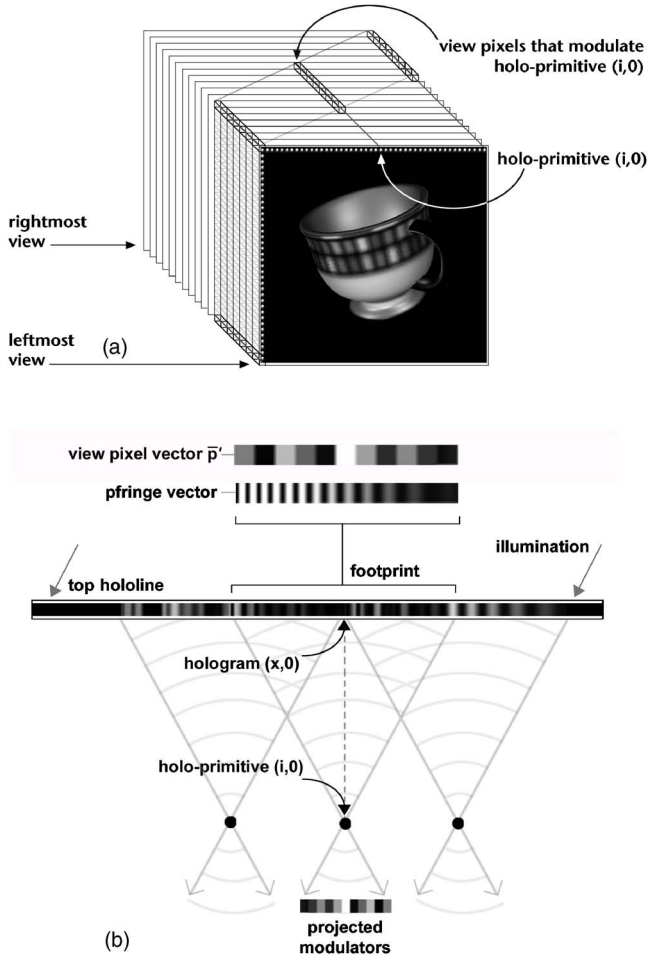 view pixels that modulate
holo-primitive (i,0)
holo-primitive (i,0)
rightmost
view
leftmost
view
(a)
view pixel vector p̅′
pfringe vector
illumination
top hololine
footprint
hologram (x,0)
holo-primitive (i,0)
projected
modulators
(b)